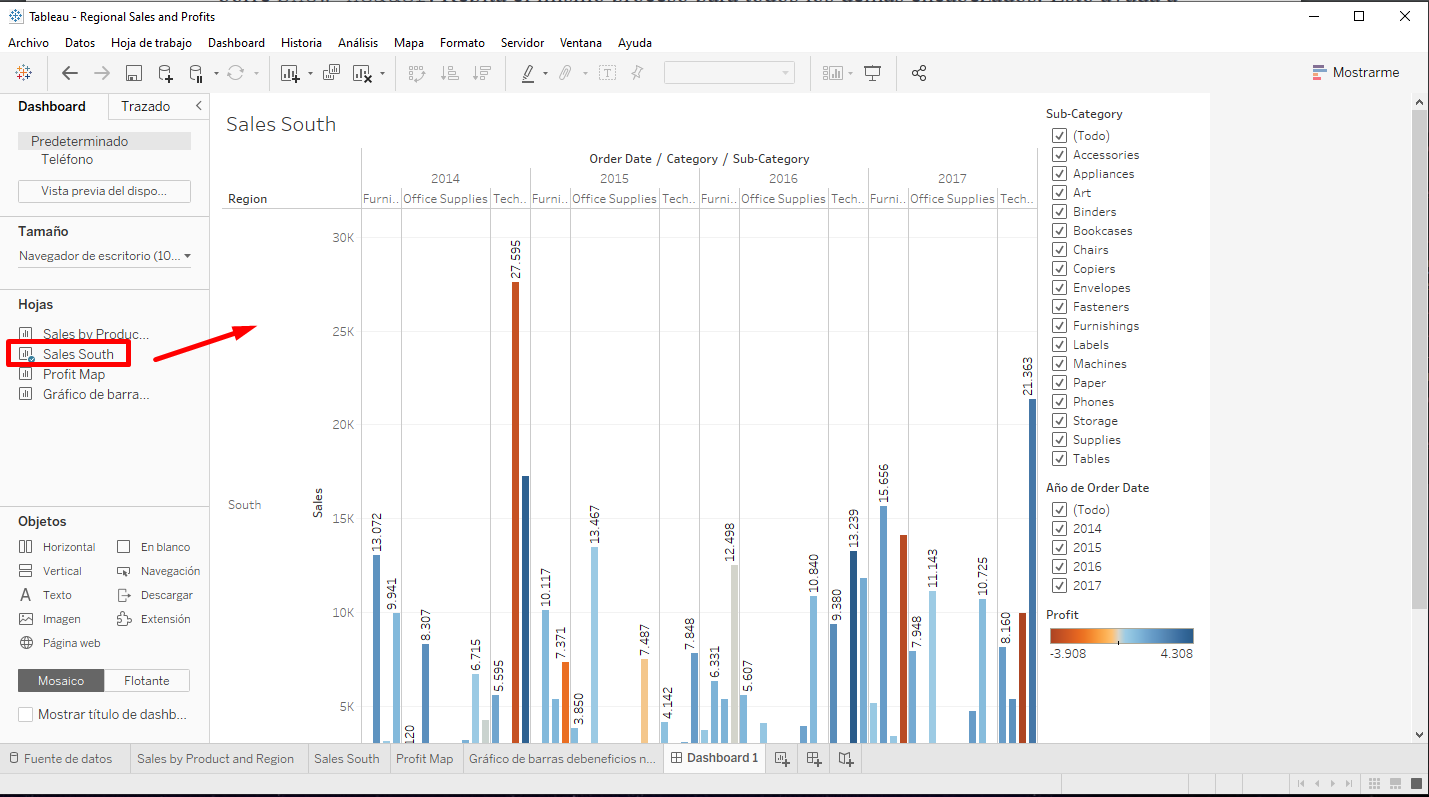 Tableau - Regional Sales and Profits
Archivo Datos Hoja de trabajo Dashboard Historia Análisis Mapa Formato Servidor Ventana Ayuda
Mostrarme
Dashboard Trazado
Predeterminado
Teléfono
Vista previa del dispo...
Tamaño
Navegador de escritorio (10...
Hojas
Sales by Produc...
Sales South
Profit Map
Gráfico de barra...
Objetos
Horizontal En blanco
Vertical Navegación
Texto Descargar
Imagen Extensión
Página web
Mosaico Flotante
Mostrar título de dashb...
Sales South
Order Date / Category / Sub-Category
2014 2015 2016 2017
Region
Furni.. Office Supplies Tech.. Furni.. Office Supplies Tech.. Furni.. Office Supplies Tech.. Furni.. Office Supplies Tech..
South
Sales
30K
25K
20K
15K
10K
5K
13.072
9.941
120
8.307
6.715
5.595
27.595
10.117
7.371
3.850
13.467
7.487
4.142
7.848
6.331
12.498
5.607
10.840
9.380
13.239
15.656
7.948
11.143
10.725
8.160
21.363
Sub-Category
(Todo)
Accessories
Appliances
Art
Binders
Bookcases
Chairs
Copiers
Envelopes
Fasteners
Furnishings
Labels
Machines
Paper
Phones
Storage
Supplies
Tables
Año de Order Date
(Todo)
2014
2015
2016
2017
Profit
-3.908 4.308
Fuente de datos Sales by Product and Region Sales South Profit Map Gráfico de barras debeneficios n... Dashboard 1